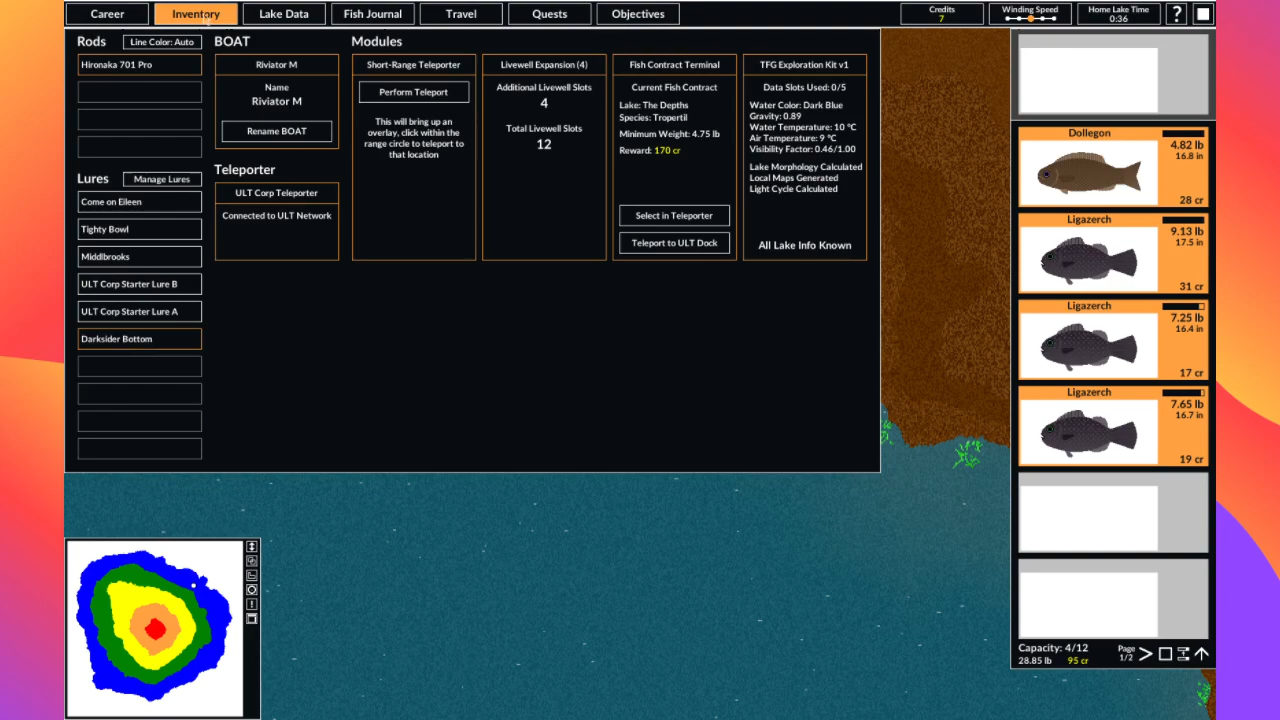 Career
Inventory
Lake Data
Fish Journal
Travel
Quests
Objectives
Credits
7
Winding Speed
Home Lake Time
0:36
?
Rods
Line Color: Auto
Hironaka 701 Pro
Lures
Manage Lures
Come on Eileen
Tighty Bowl
Middlbrooks
ULT Corp Starter Lure B
ULT Corp Starter Lure A
Darksider Bottom
BOAT
Riviator M
Name
Riviator M
Rename BOAT
Teleporter
ULT Corp Teleporter
Connected to ULT Network
Modules
Short-Range Teleporter
Perform Teleport
This will bring up an
overlay, click within the
range circle to teleport to
that location
Livewell Expansion (4)
Additional Livewell Slots
4
Total Livewell Slots
12
Fish Contract Terminal
Current Fish Contract
Lake: The Depths
Species: Tropertil
Minimum Weight: 4.75 lb
Reward: 170 cr
Select in Teleporter
Teleport to ULT Dock
TFG Exploration Kit v1
Data Slots Used: 0/5
Water Color: Dark Blue
Gravity: 0.89
Water Temperature: 10 °C
Air Temperature: 9 °C
Visibility Factor: 0.46/1.00
Lake Morphology Calculated
Local Maps Generated
Light Cycle Calculated
All Lake Info Known
Dollegon
4.82 lb
16.8 in
28 cr
Ligazerch
9.13 lb
17.5 in
31 cr
Ligazerch
7.25 lb
16.4 in
17 cr
Ligazerch
7.65 lb
16.7 in
19 cr
Capacity: 4/12
28.85 lb 95 cr
Page
1/2